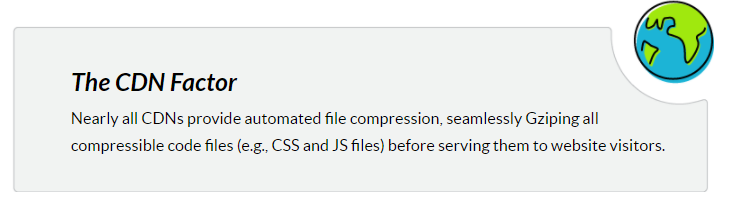 The CDN Factor
Nearly all CDNs provide automated file compression, seamlessly Gziping all
compressible code files (e.g., CSS and JS files) before serving them to website visitors.